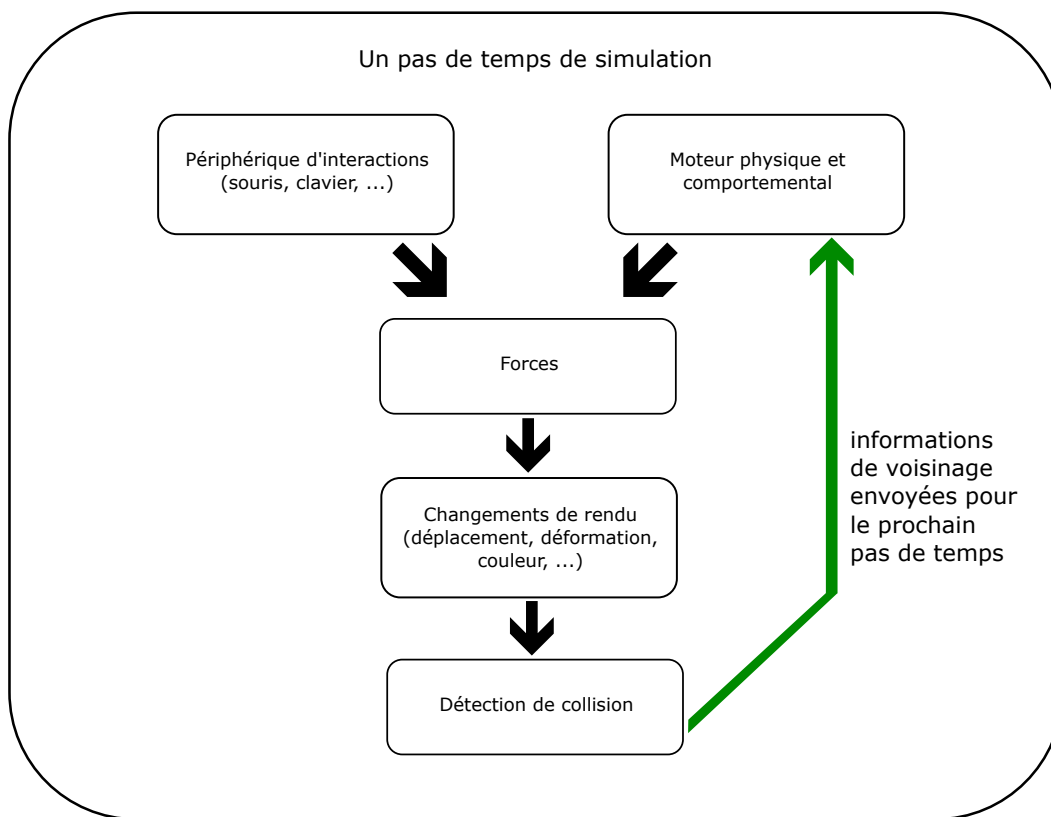 Un pas de temps de simulation
Périphérique d'interactions
(souris, clavier, ...)
Moteur physique et
comportemental
Forces
Changements de rendu
(déplacement, déformation,
couleur, ...)
Détection de collision
informations
de voisinage
envoyées pour
le prochain
pas de temps